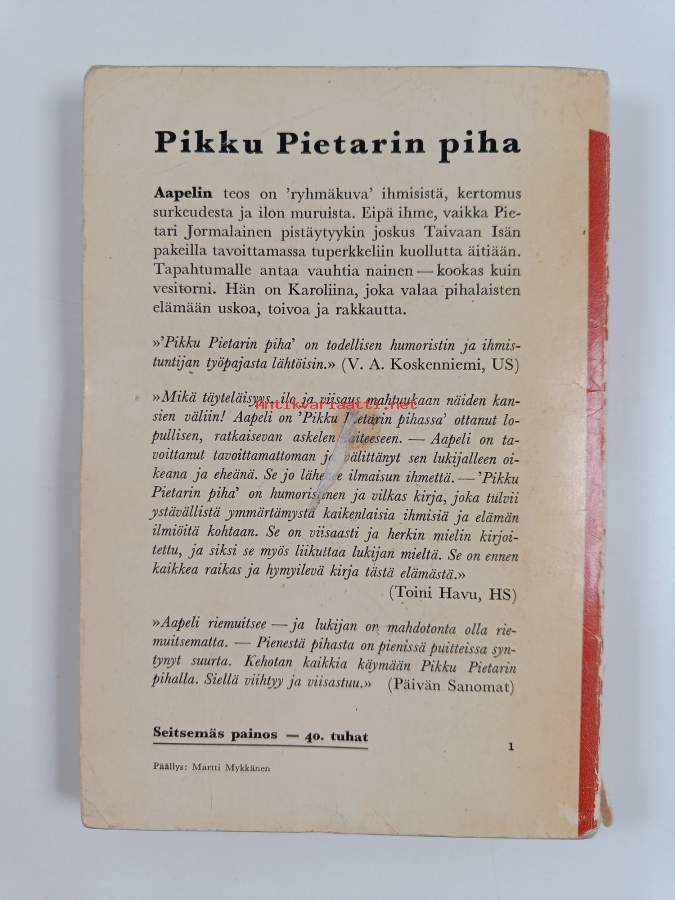 Pikku Pietarin piha
Aapelin teos on 'ryhmäkuva' ihmisistä, kertomus
surkeudesta ja ilon muruista. Eipä ihme, vaikka Pie-
tari Jormalainen pistäytyykin joskus Taivaan Isän
pakeilla tavoittamassa tuperkkeliin kuollutta äitiään.
Tapahtumalle antaa vauhtia nainen — kookas kuin
vesitorni. Hän on Karoliina, joka valaa pihalaisten
elämään uskoa, toivoa ja rakkautta.
»'Pikku Pietarin piha' on todellisen humoristin ja ihmis-
tuntijan työpajasta lähtöisin.» (V. A. Koskenniemi, US)
»Mikä täyteläisyys, ilo ja viisaus mahtuukaan näiden kan-
Antikvariaatti.net
sien väliin! Aapeli on 'Pikku Pietarin pihassa' ottanut lo-
pullisen, ratkaisevan askelen taiteeseen. — Aapeli on ta-
voittanut tavoittamattoman ja välittänyt sen lukijalleen oi-
keana ja eheänä. Se jo ilmaisun ihmettä. — 'Pikku
Pietarin piha' on humoristinen ja vilkas kirja, joka tulvii
ystävällistä ymmärtämystä kaikenlaisia ihmisiä ja elämän
ilmiöitä kohtaan. Se on viisaasti ja herkin mielin kirjoi-
tettu, ja siksi se myös liikuttaa lukijan mieltä. Se on ennen
kaikkea raikas ja hymyilevä kirja tästä elämästä.»
(Toini Havu, HS)
»Aapeli riemuitsee — ja lukijan on mahdotonta olla rie-
muitsematta. — Pienestä pihasta on pienissä puitteissa syn-
tynyt suurta. Kehotan kaikkia käymään Pikku Pietarin
pihalla. Siellä viihtyy ja viisastuu.» (Päivän Sanomat)
Seitsemäs painos — 40. tuhat
1
Päällys: Martti Mykkänen